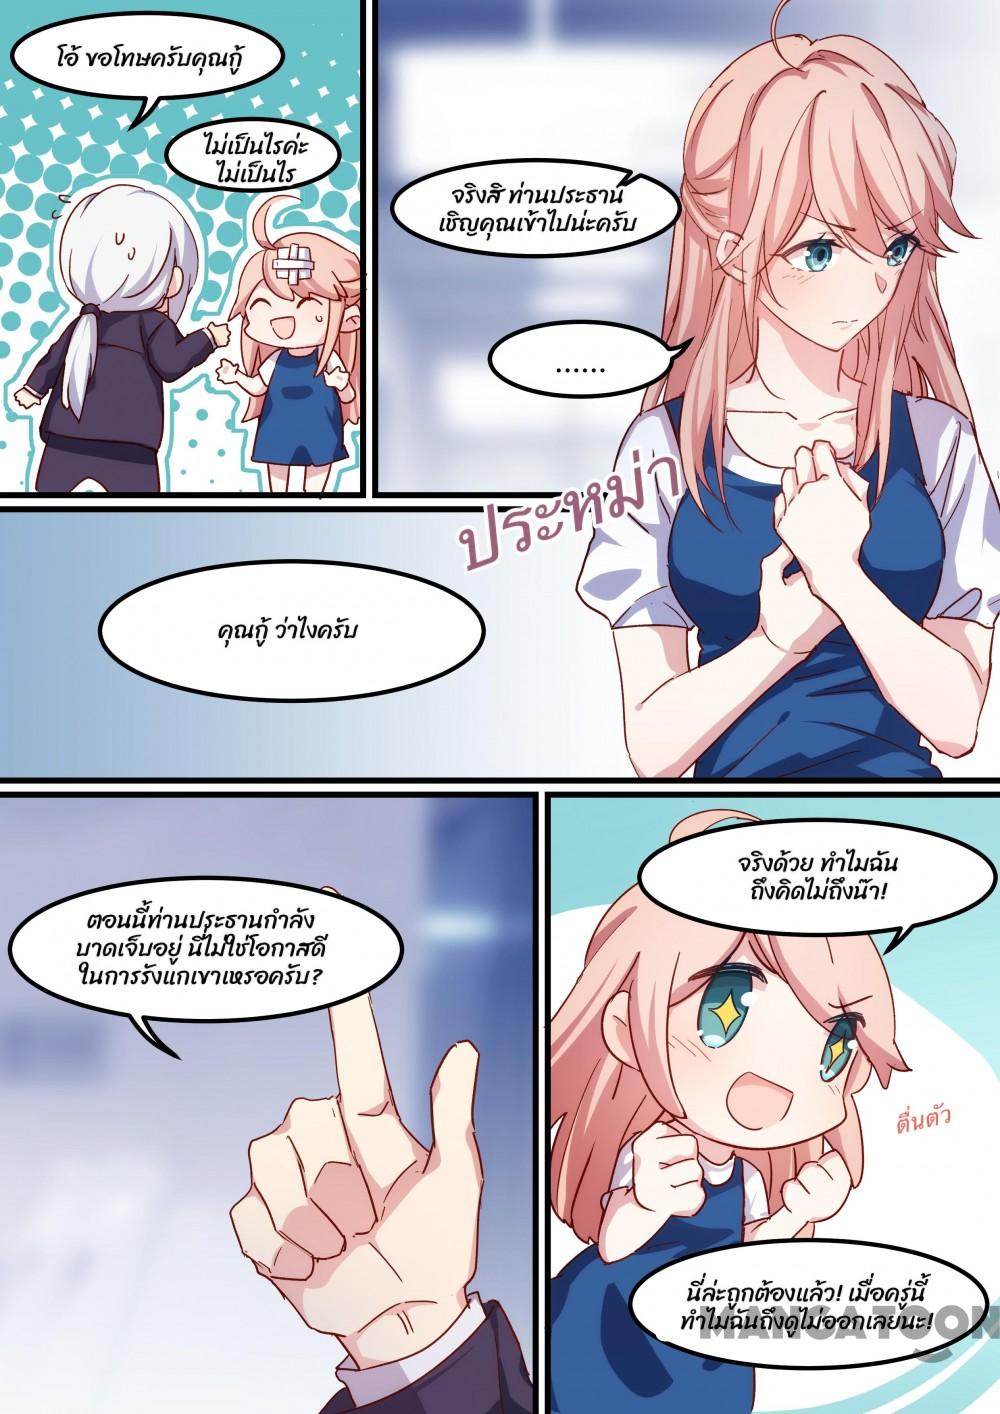 โอ้ ขอโทษครับคุณกู้
ไม่เป็นไรค่ะ
ไม่เป็นไร
จริงสิ ท่านประธาน
เชิญคุณเข้าไปน่ะครับ
......
ประหม่า
คุณกู้ ว่าไงครับ
ตอนนี้ท่านประธานกำลัง
บาดเจ็บอยู่ นี่ไม่ใช่โอกาสดี
ในการรังแกเขาเหรอครับ?
จริงด้วย ทำไมฉัน
ถึงคิดไม่ถึงน๊า!
ตื่นตัว
นี่ล่ะถูกต้องแล้ว! เมื่อครู่นี้
ทำไมฉันถึงดูไม่ออกเลยนะ!
MANGATOON